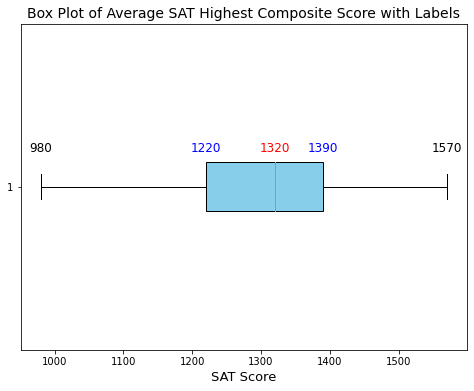 Box Plot of Average SAT Highest Composite Score with Labels
980 1220 1320 1390 1570
1
1000 1100 1200 1300 1400 1500
SAT Score